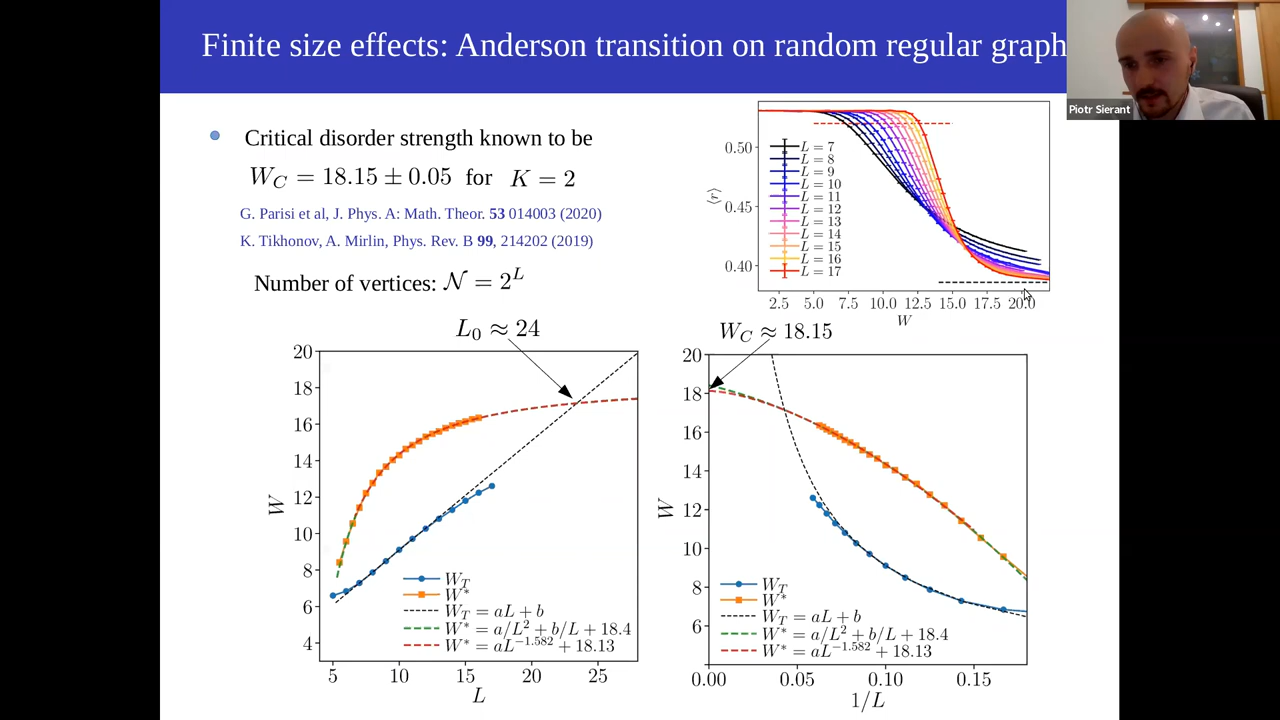 Finite size effects: Anderson transition on random regular graph
Piotr Sierant
Critical disorder strength known to be
W_C = 18.15 ± 0.05 for K = 2
G. Parisi et al, J. Phys. A: Math. Theor. 53 014003 (2020)
K. Tikhonov, A. Mirlin, Phys. Rev. B 99, 214202 (2019)
Number of vertices: 𝒩 = 2^L
⟨r⟩
0.50
0.45
0.40
L = 7
L = 8
L = 9
L = 10
L = 11
L = 12
L = 13
L = 14
L = 15
L = 16
L = 17
2.5 5.0 7.5 10.0 12.5 15.0 17.5 20.0
W
L_0 ≈ 24
W
20
18
16
14
12
10
8
6
4
W_T
W*
W_T = aL + b
W* = a/L^2 + b/L + 18.4
W* = aL^{-1.582} + 18.13
5 10 15 20 25
L
W_C ≈ 18.15
W
20
18
16
14
12
10
8
6
W_T
W*
W_T = aL + b
W* = a/L^2 + b/L + 18.4
W* = aL^{-1.582} + 18.13
0.00 0.05 0.10 0.15
1/L